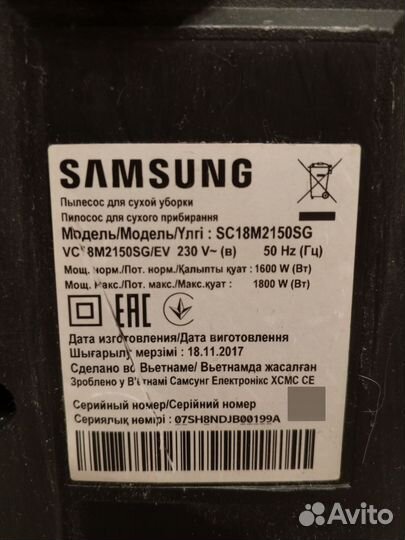 SAMSUNG
Пылесос для сухой уборки
Пилосос для сухого прибирання
Модель/Модель/Үлгі : SC18M2150SG
VC18M2150SG/EV 230 V~ (в) 50 Hz (Гц)
Мощ. норм./Пот. норм./Қалыпты қуат : 1600 W (Вт)
Мощ. макс./Пот. макс./Макс.қуат : 1800 W (Вт)
EAC
Дата изготовления/Дата виготовлення
Шығарылу мерзімі : 18.11.2017
Сделано во Вьетнаме/ Вьетнамда жасалған
Зроблено у В'єтнамі Самсунг Електронікс ХСМС СЕ
Серийный номер/Серійний номер
Сериялық нөмірі : 07SH8NDJB00199A
Avito